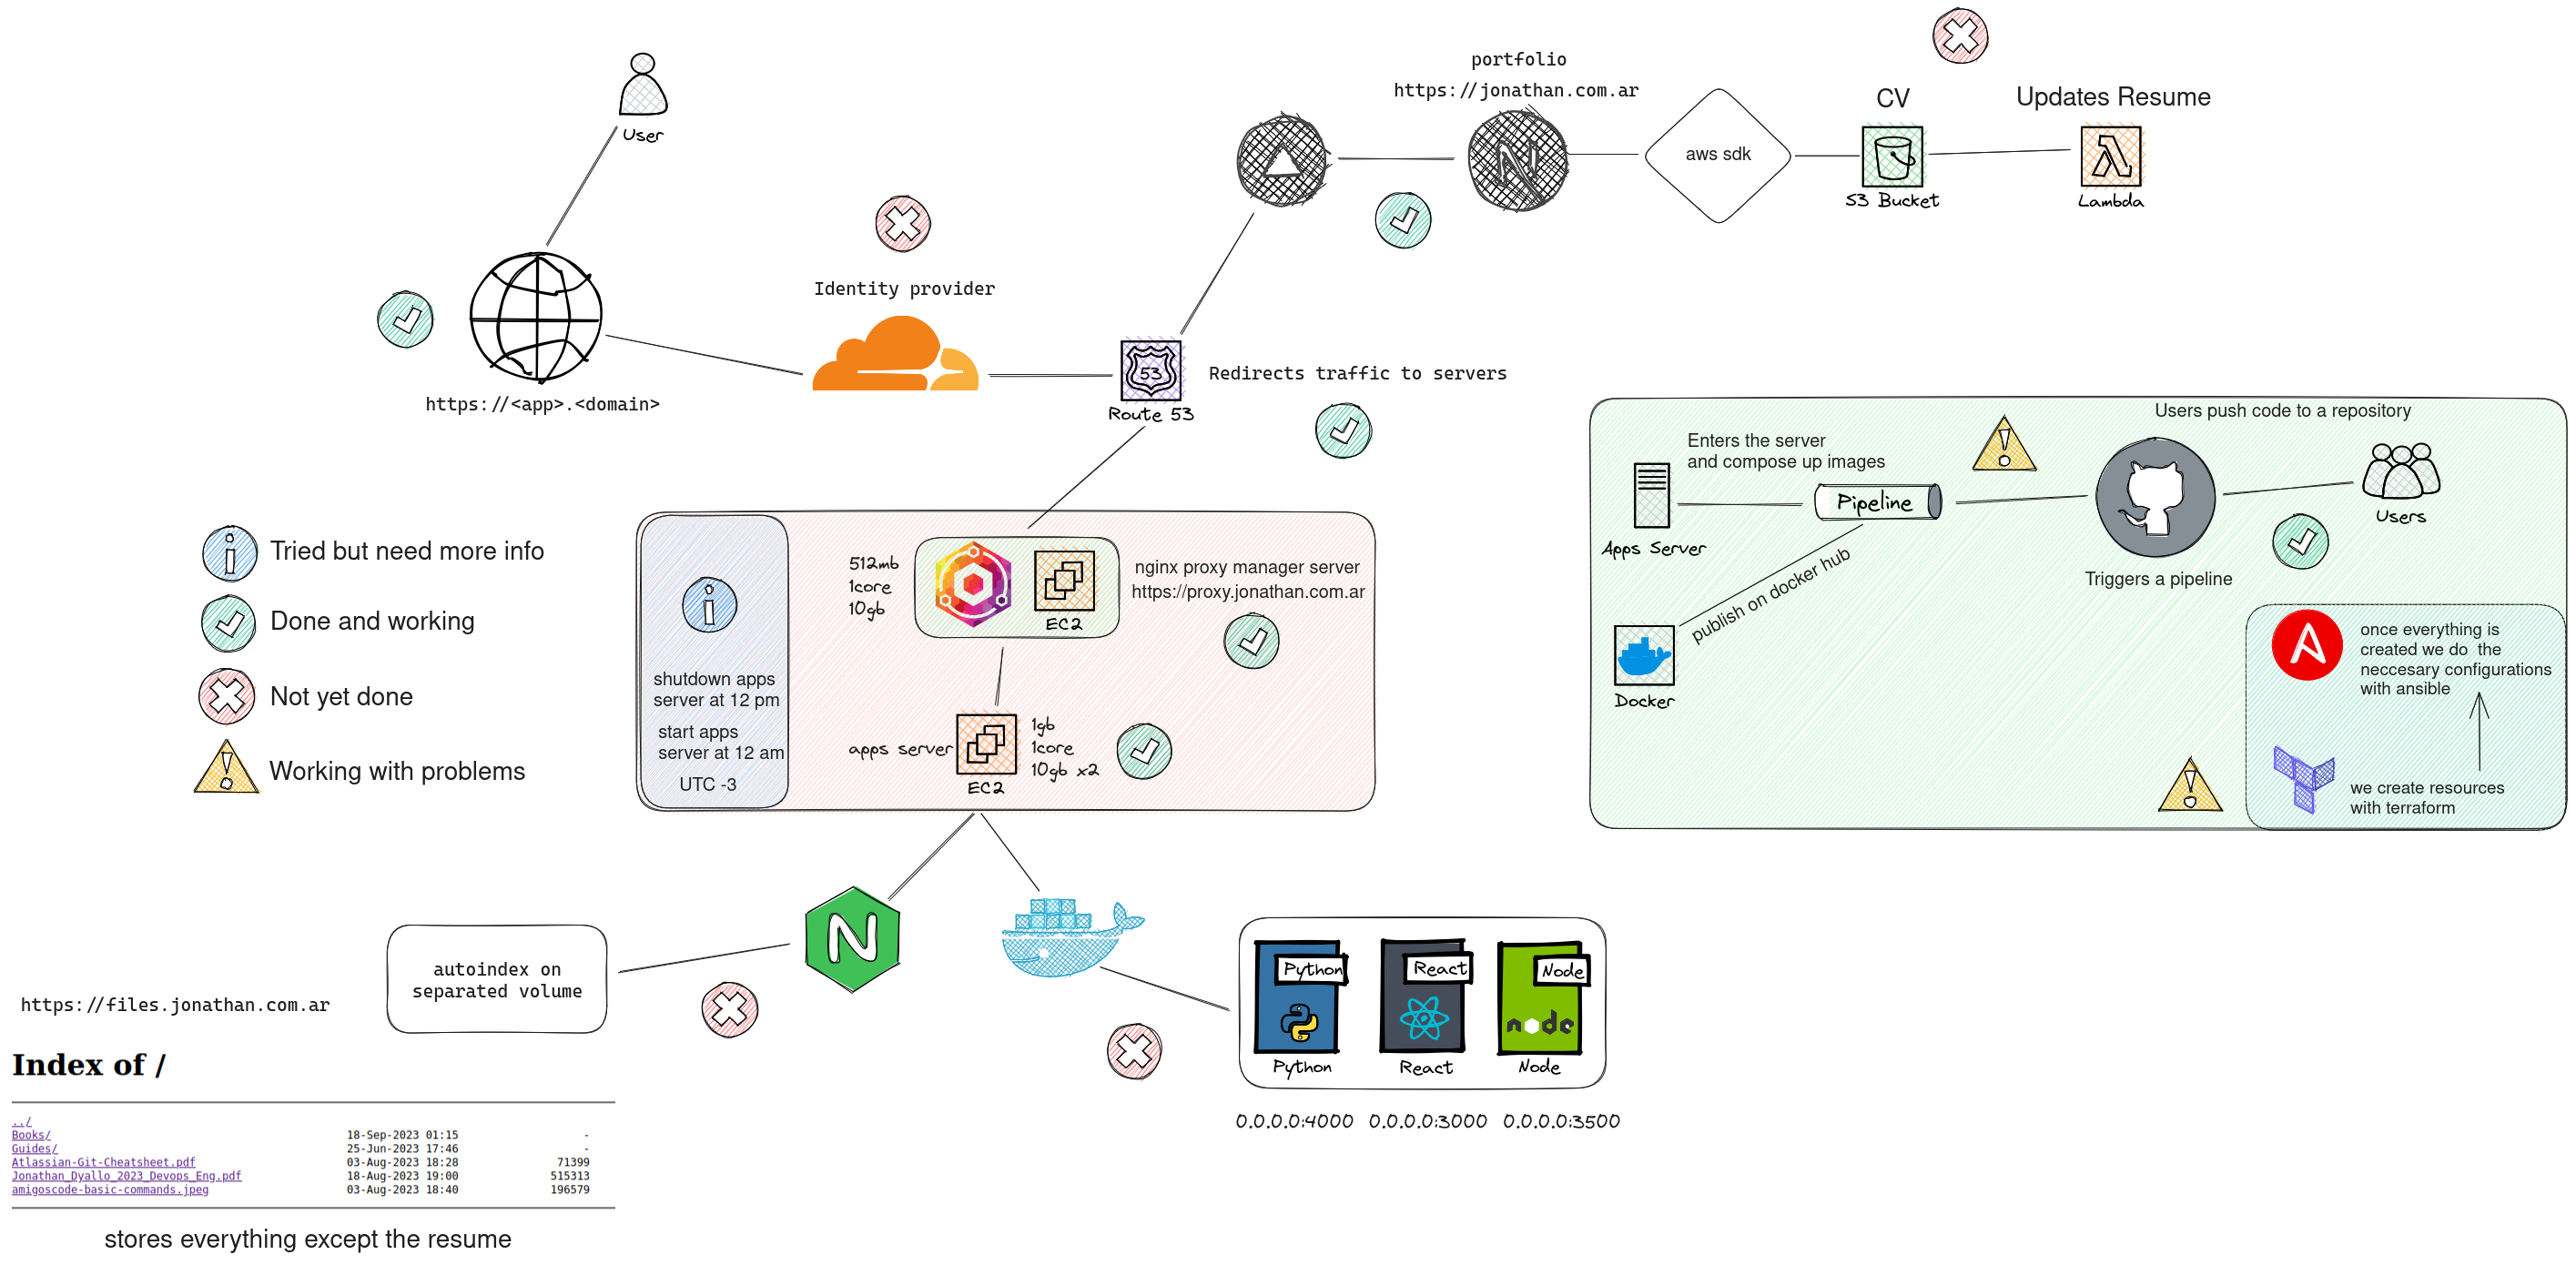 User
https://<app>.<domain>
Identity provider
53
Route 53
Redirects traffic to servers
portfolio
https://jonathan.com.ar
aws sdk
CV
S3 Bucket
Updates Resume
Lambda
Tried but need more info
Done and working
Not yet done
Working with problems
shutdown apps
server at 12 pm
start apps
server at 12 am
UTC -3
512mb
1core
10gb
EC2
nginx proxy manager server
https://proxy.jonathan.com.ar
apps server
EC2
1gb
1core
10gb x2
Users push code to a repository
Enters the server
and compose up images
Apps Server
Pipeline
Users
Triggers a pipeline
publish on docker hub
Docker
once everything is
created we do  the
neccesary configurations
with ansible
we create resources
with terraform
autoindex on
separated volume
https://files.jonathan.com.ar
N
Python
React
Node
node
Python
React
Node
0.0.0.0:4000
0.0.0.0:3000
0.0.0.0:3500
Index of /
../
Books/ 18-Sep-2023 01:15 -
Guides/ 25-Jun-2023 17:46 -
Atlassian-Git-Cheatsheet.pdf 03-Aug-2023 18:28 71399
Jonathan_Dyallo_2023_Devops_Eng.pdf 18-Aug-2023 19:00 515313
amigoscode-basic-commands.jpeg 03-Aug-2023 18:40 196579
stores everything except the resume